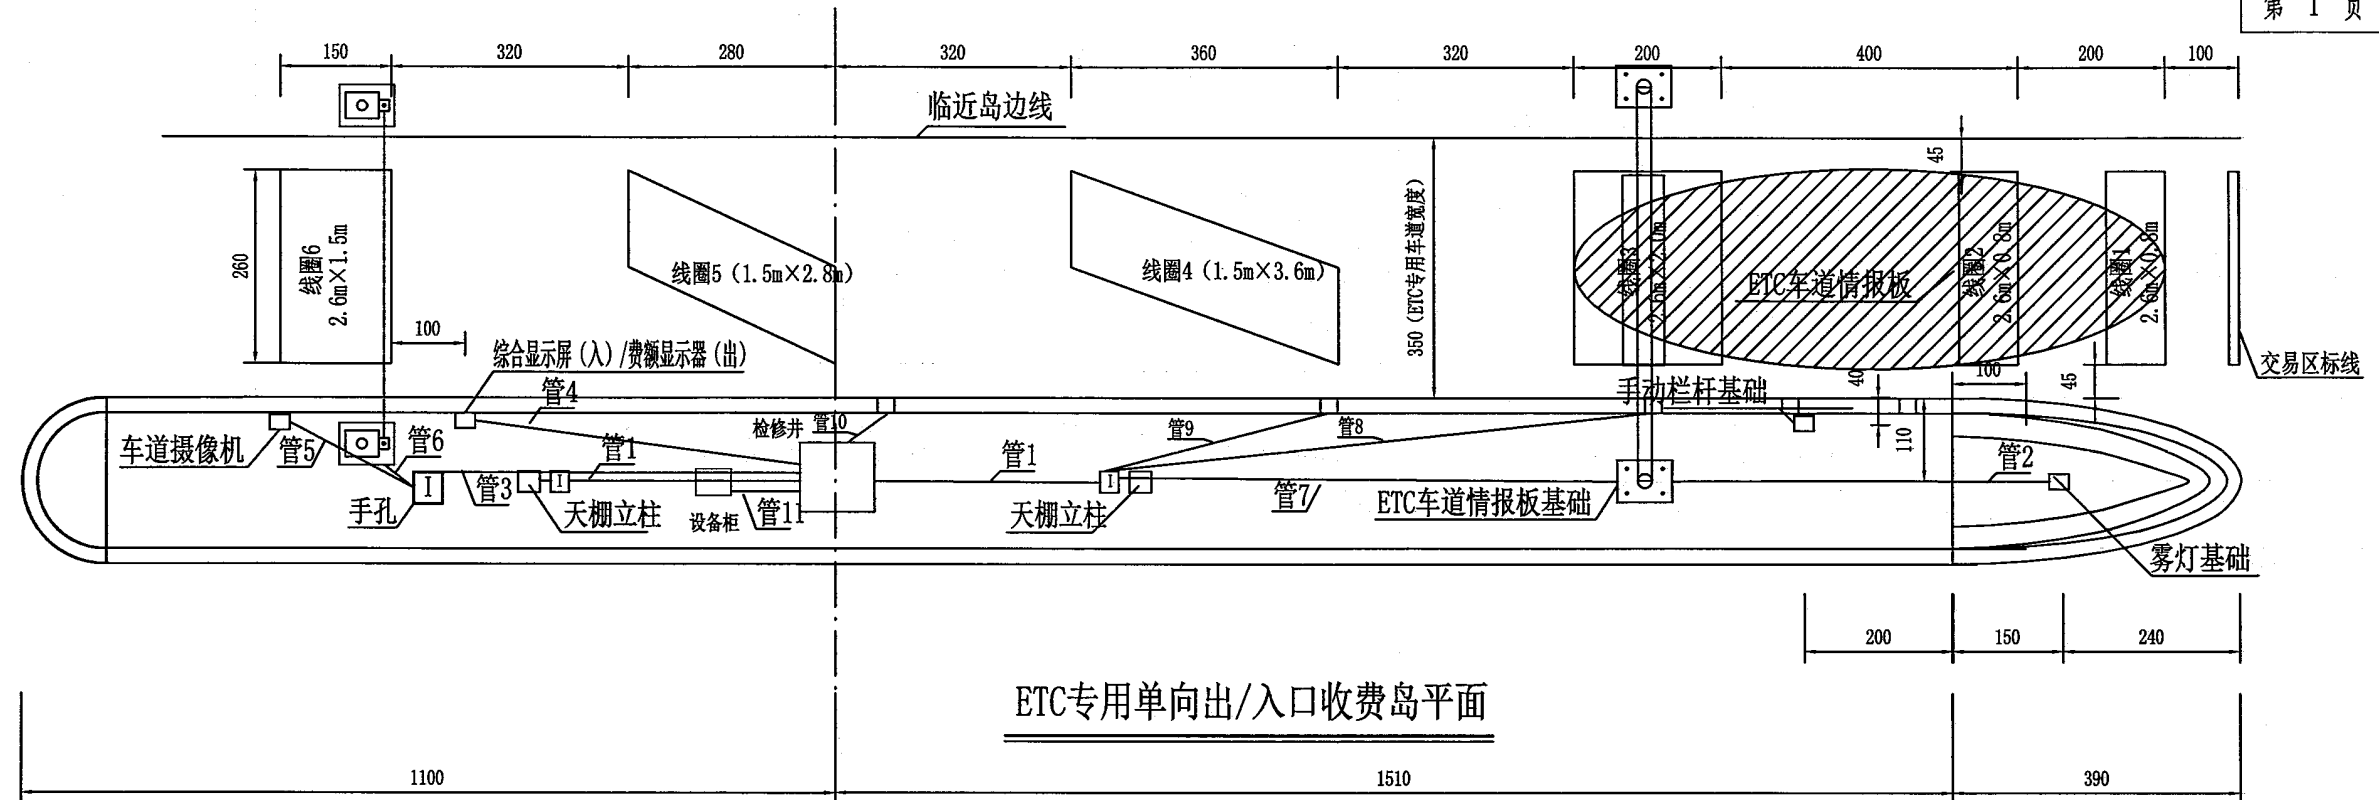 第 1 页
150
320
280
320
360
320
200
400
200
100
临近岛边线
45
260
线圈6
2.6m×1.5m
线圈5（1.5m×2.8m）
线圈4（1.5m×3.6m）
350（ETC专用车道宽度）
线圈3
2.6m×2.0m
ETC车道情报板
线圈2
2.6m×0.8m
线圈1
2.6m×0.8m
100
综合显示屏（入）/费额显示器（出）
管4
手动栏杆基础
40
100
45
交易区标线
车道摄像机
管5
管6
管1
检修井
管10
管9
管8
管1
110
管2
手孔
I
管3
I
天棚立柱
设备柜
管11
I
天棚立柱
管7
ETC车道情报板基础
雾灯基础
200
150
240
ETC专用单向出/入口收费岛平面
1100
1510
390